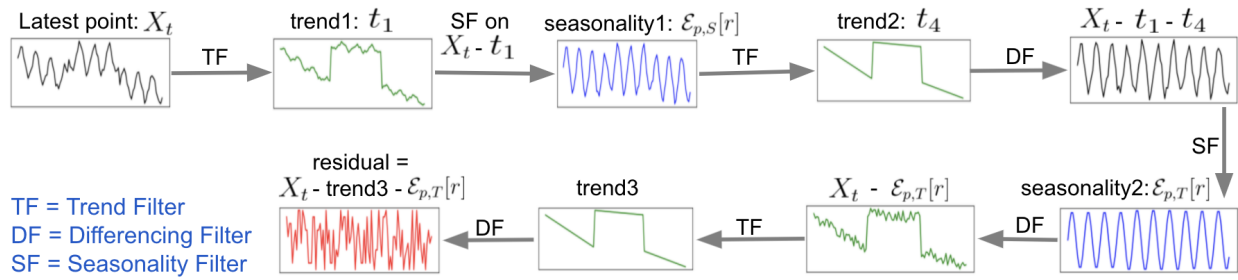 Latest point: X_t
TF
trend1: t_1
SF on
X_t - t_1
seasonality1: ℰ_{p,S}[r]
TF
trend2: t_4
DF
X_t - t_1 - t_4
SF
seasonality2: ℰ_{p,T}[r]
DF
X_t - ℰ_{p,T}[r]
TF
trend3
DF
residual =
X_t - trend3 - ℰ_{p,T}[r]
TF = Trend Filter
DF = Differencing Filter
SF = Seasonality Filter